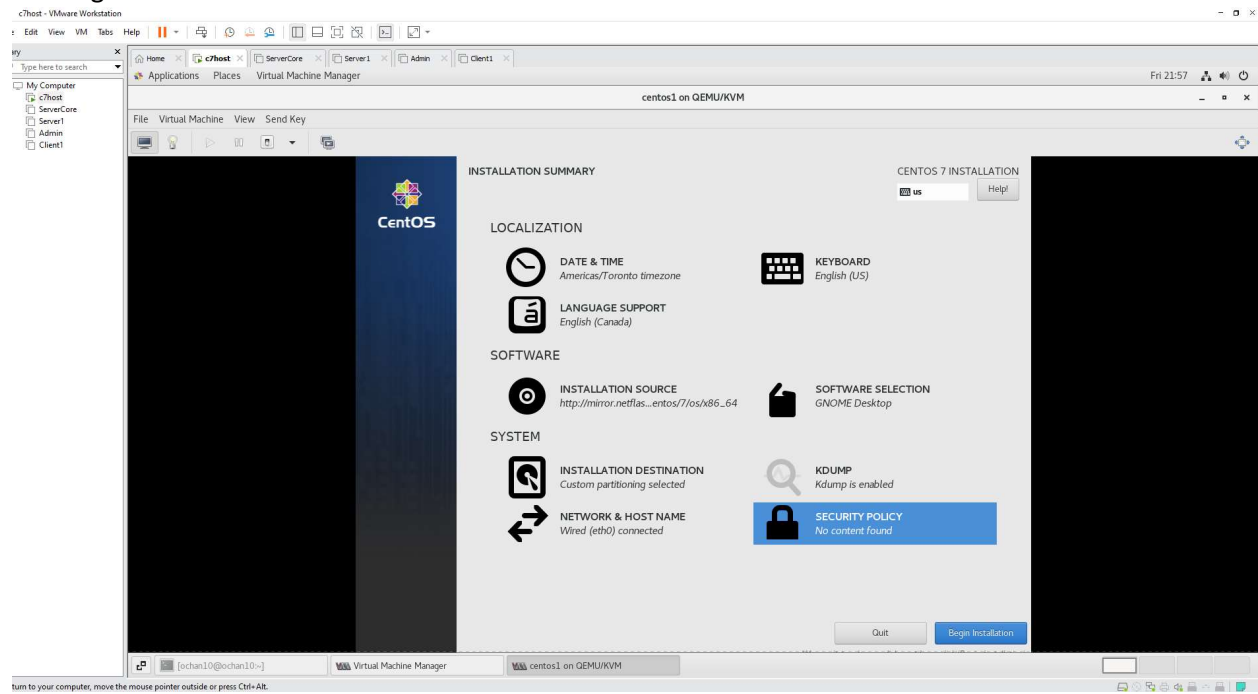 c7host - VMware Workstation
Edit View VM Tabs Help
Home c7host ServerCore Server1 Admin Client1
Type here to search
My Computer
c7host
ServerCore
Server1
Admin
Client1
Applications Places Virtual Machine Manager Fri 21:57
centos1 on QEMU/KVM
File Virtual Machine View Send Key
INSTALLATION SUMMARY
CENTOS 7 INSTALLATION
us Help!
CentOS
LOCALIZATION
DATE & TIME
Americas/Toronto timezone
KEYBOARD
English (US)
LANGUAGE SUPPORT
English (Canada)
SOFTWARE
INSTALLATION SOURCE
http://mirror.netflas...entos/7/os/x86_64
SOFTWARE SELECTION
GNOME Desktop
SYSTEM
INSTALLATION DESTINATION
Custom partitioning selected
KDUMP
Kdump is enabled
NETWORK & HOST NAME
Wired (eth0) connected
SECURITY POLICY
No content found
Quit Begin Installation
[ochan10@ochan10:~] Virtual Machine Manager centos1 on QEMU/KVM
turn to your computer, move the mouse pointer outside or press Ctrl+Alt.